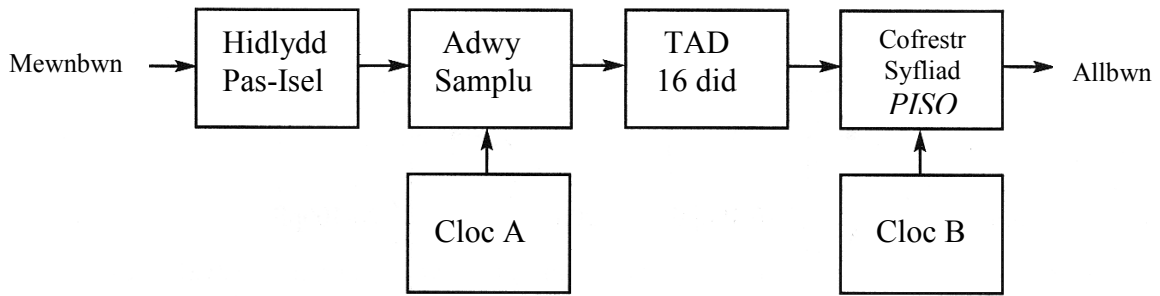 Mewnbwn
Hidlydd
Pas-Isel
Adwy
Samplu
TAD
16 did
Cofrestr
Syfliad
PISO
Allbwn
Cloc A
Cloc B